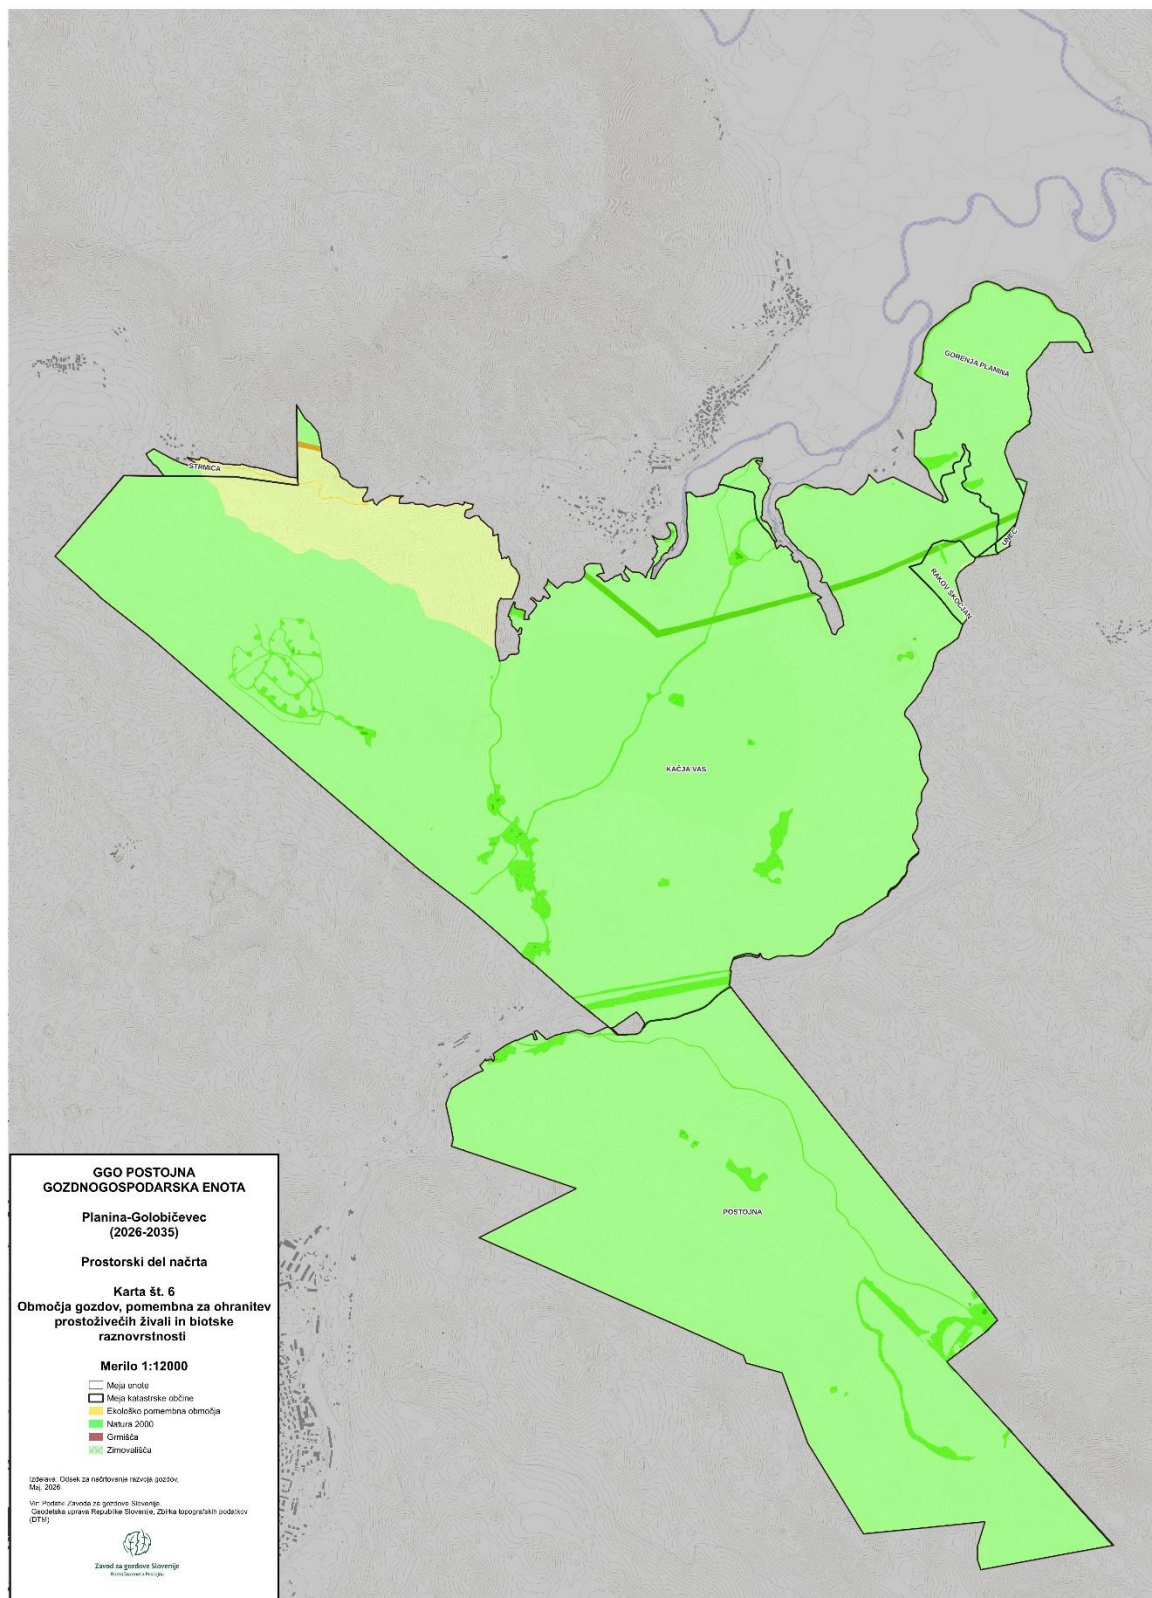 GORENJA PLANINA
STRMICA
UNEC
RAKOV ŠKOCJAN
KAČJA VAS
POSTOJNA
GGO POSTOJNA
GOZDNOGOSPODARSKA ENOTA
Planina-Golobičevec
(2026-2035)
Prostorski del načrta
Karta št. 6
Območja gozdov, pomembna za ohranitev
prostoživečih živali in biotske
raznovrstnosti
Merilo 1:12000
Meja enote
Meja katastrske občine
Ekološko pomembna območja
Natura 2000
Grmišča
Zimovališča
Izdelava: Odsek za načrtovanje razvoja gozdov,
Maj, 2026
Vir: Podatki Zavoda za gozdove Slovenije,
Geodetska uprava Republike Slovenije, Zbirka topografskih podatkov
(DTM)
Zavod za gozdove Slovenije
Območna enota Postojna